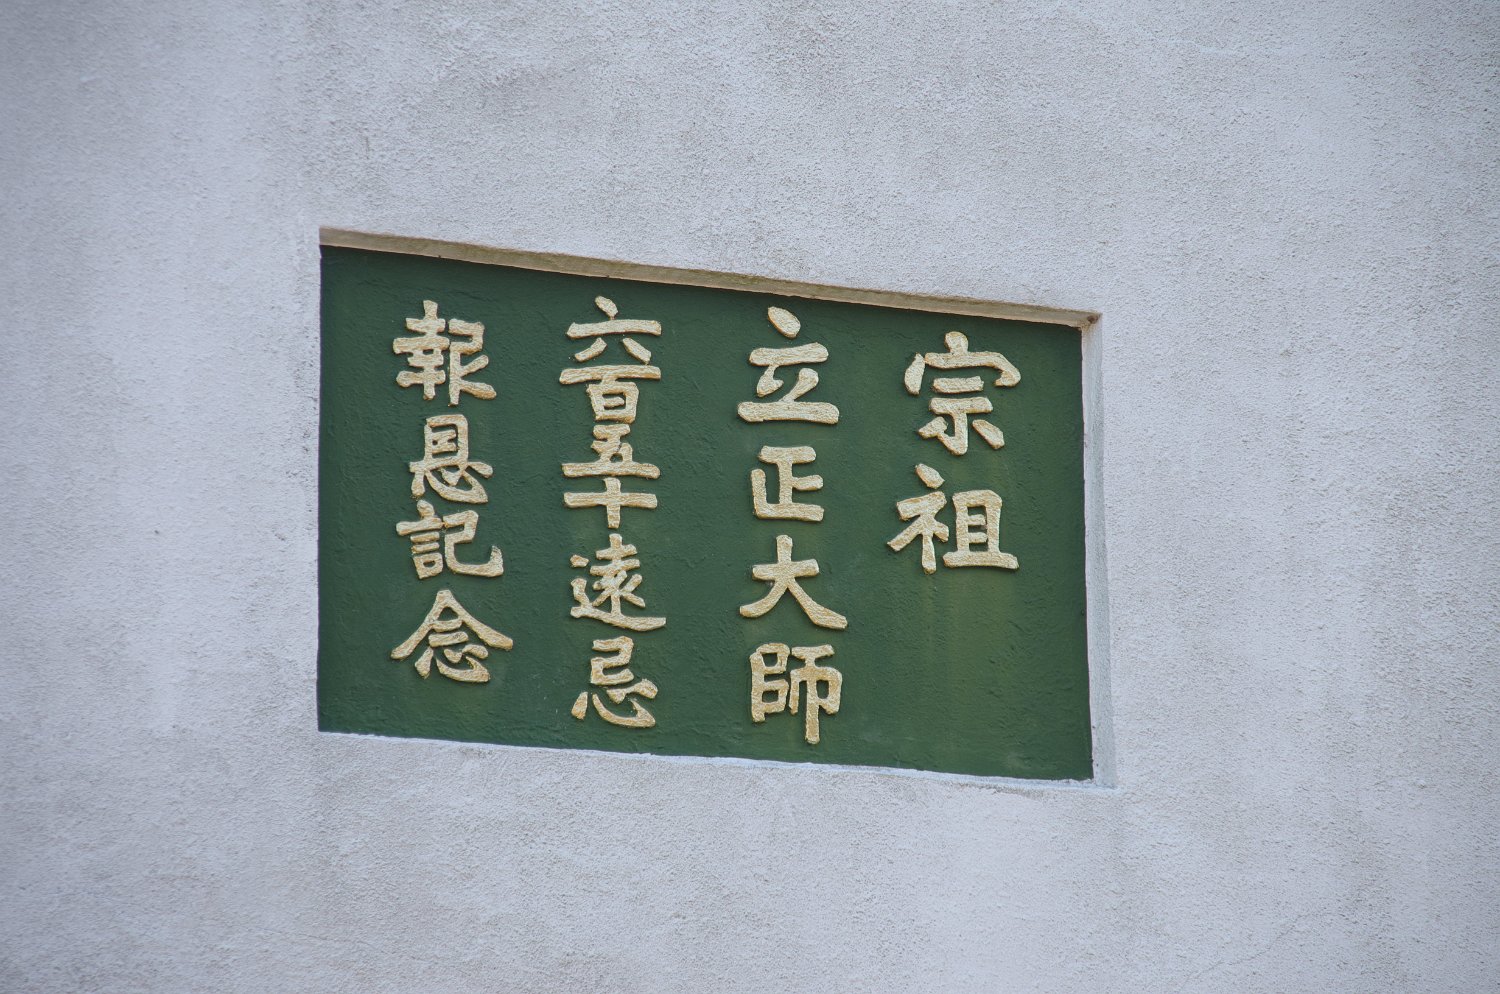 宗祖
立正大師
六百五十遠忌
報恩記念